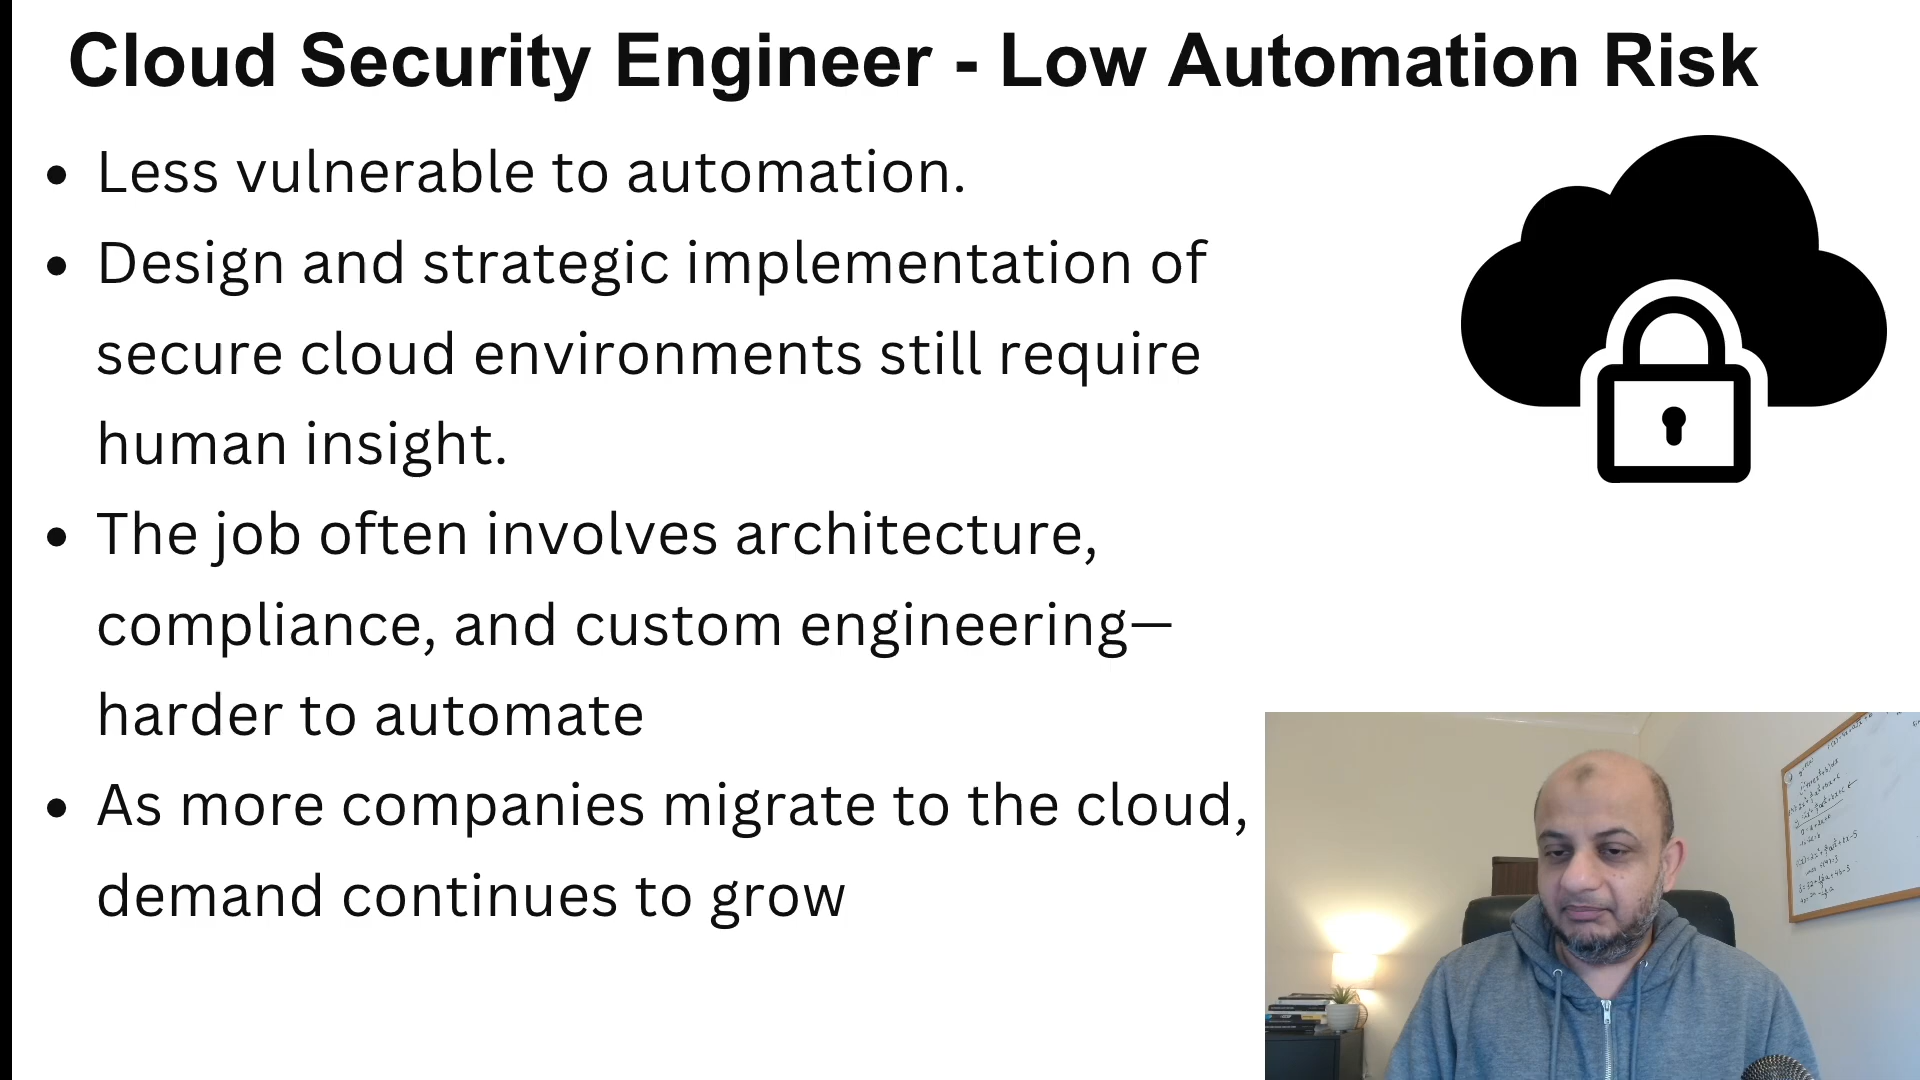 Cloud Security Engineer - Low Automation Risk
Less vulnerable to automation.
Design and strategic implementation of
secure cloud environments still require
human insight.
The job often involves architecture,
compliance, and custom engineering—
harder to automate
As more companies migrate to the cloud,
demand continues to grow